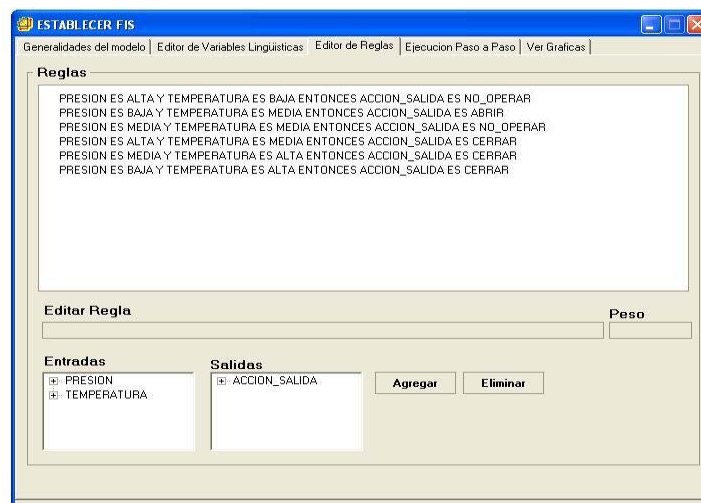 ESTABLECER FIS
Generalidades del modelo Editor de Variables Lingüisticas Editor de Reglas Ejecucion Paso a Paso Ver Graficas
Reglas
PRESION ES ALTA Y TEMPERATURA ES BAJA ENTONCES ACCION_SALIDA ES NO_OPERAR
PRESION ES BAJA Y TEMPERATURA ES MEDIA ENTONCES ACCION_SALIDA ES ABRIR
PRESION ES MEDIA Y TEMPERATURA ES MEDIA ENTONCES ACCION_SALIDA ES NO_OPERAR
PRESION ES ALTA Y TEMPERATURA ES MEDIA ENTONCES ACCION_SALIDA ES CERRAR
PRESION ES MEDIA Y TEMPERATURA ES ALTA ENTONCES ACCION_SALIDA ES CERRAR
PRESION ES BAJA Y TEMPERATURA ES ALTA ENTONCES ACCION_SALIDA ES CERRAR
Editar Regla Peso
Entradas Salidas
PRESION ACCION_SALIDA Agregar Eliminar
TEMPERATURA